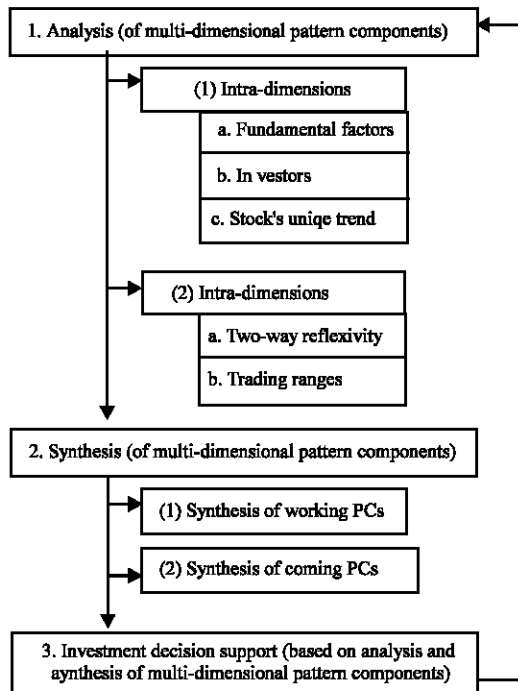 1. Analysis (of multi-dimensional pattern components)
(1) Intra-dimensions
a. Fundamental factors
b. In vestors
c. Stock's uniqe trend
(2) Intra-dimensions
a. Two-way reflexivity
b. Trading ranges
2. Synthesis (of multi-dimensional pattern components)
(1) Synthesis of working PCs
(2) Synthesis of coming PCs
3. Investment decision support (based on analysis and
aynthesis of multi-dimensional pattern components)